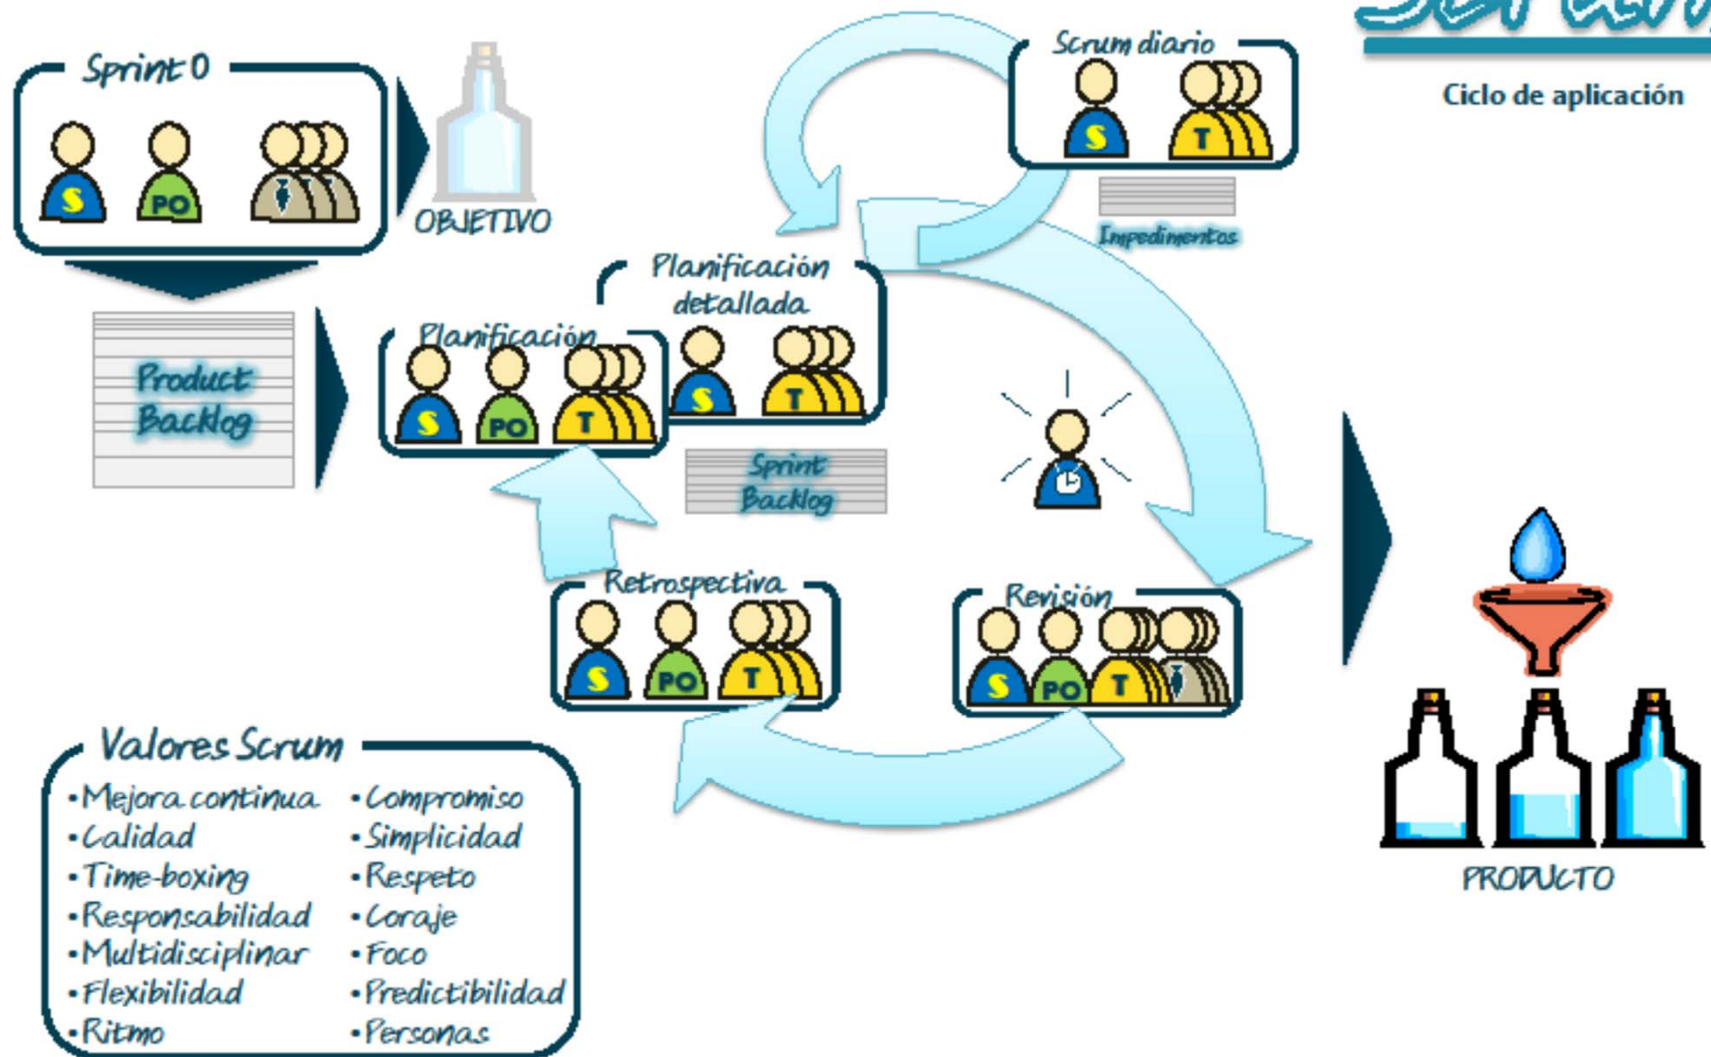 Scrum
Ciclo de aplicación
Sprint 0
S
PO
OBJETIVO
Scrum diario
S
T
Impedimentos
Product
Backlog
Planificación
S
PO
T
Planificación
detallada
S
T
Sprint
Backlog
Retrospectiva
S
PO
T
Revisión
S
PO
T
PRODUCTO
Valores Scrum
•Mejora continua
•Calidad
•Time-boxing
•Responsabilidad
•Multidisciplinar
•Flexibilidad
•Ritmo
•Compromiso
•Simplicidad
•Respeto
•Coraje
•Foco
•Predictibilidad
•Personas